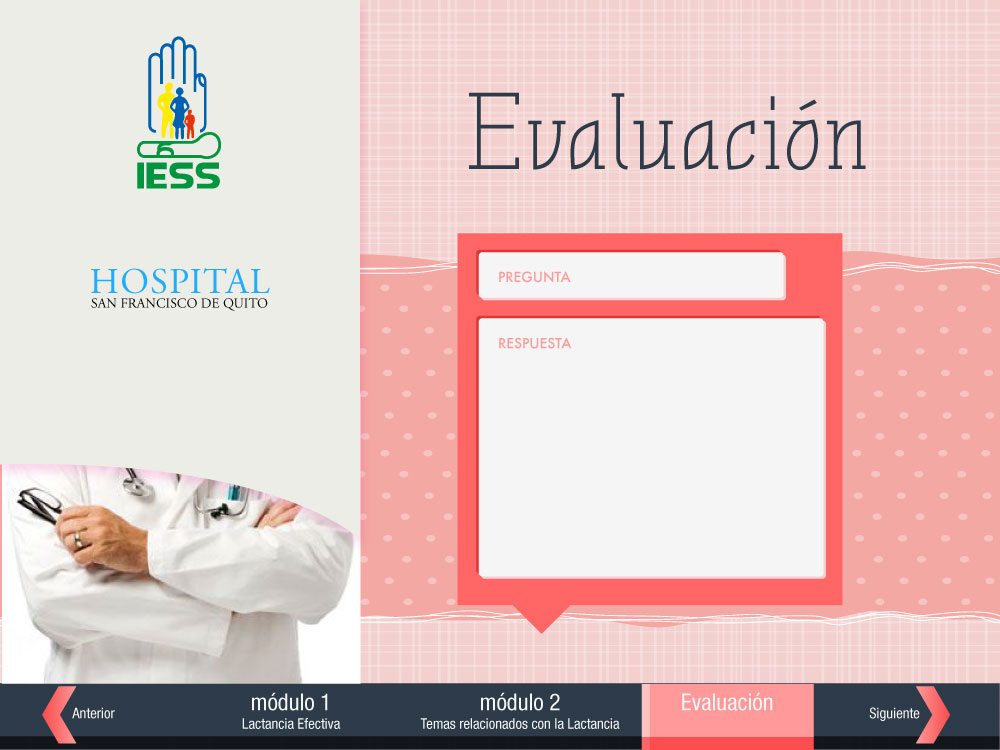 IESS
HOSPITAL
SAN FRANCISCO DE QUITO
Evaluación
PREGUNTA
RESPUESTA
Anterior
módulo 1
Lactancia Efectiva
módulo 2
Temas relacionados con la Lactancia
Evaluación
Siguiente